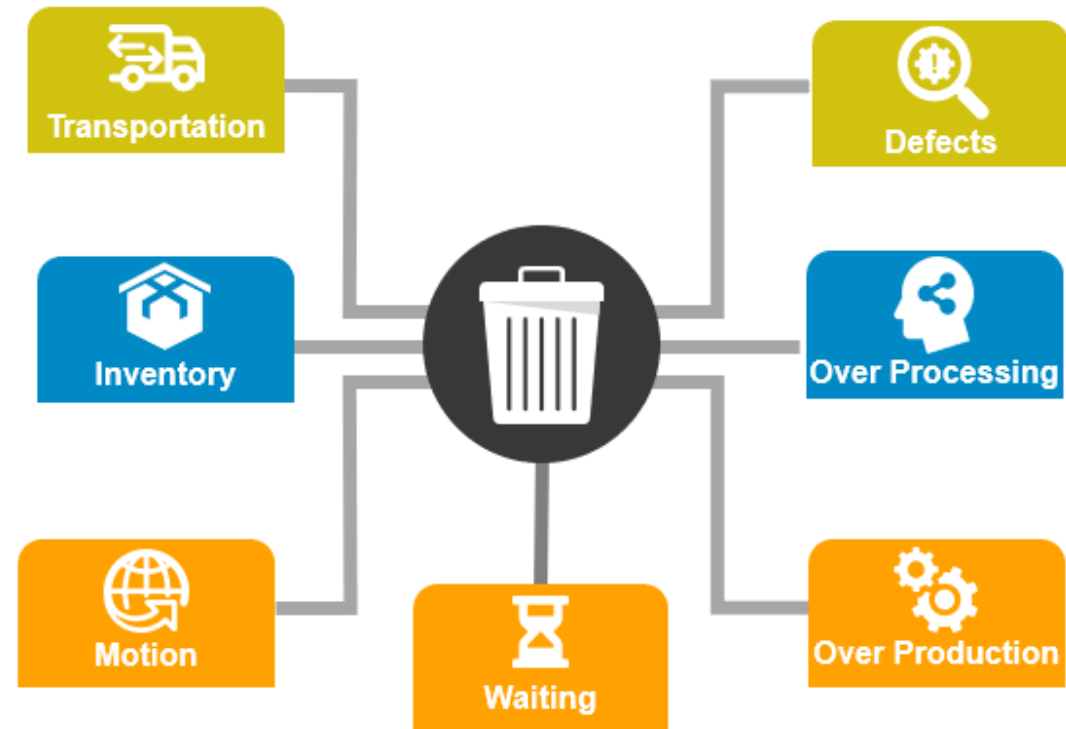 Transportation
Defects
Inventory
Over Processing
Motion
Waiting
Over Production